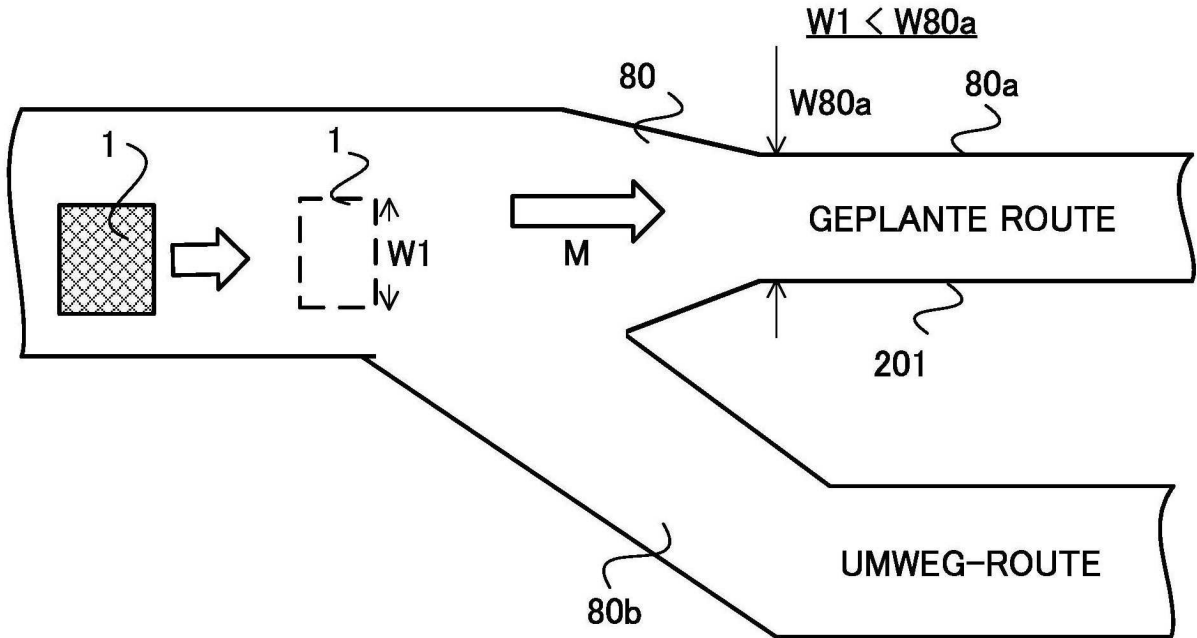 W1 < W80a
80
W80a
80a
1
1
W1
M
GEPLANTE ROUTE
201
80b
UMWEG-ROUTE